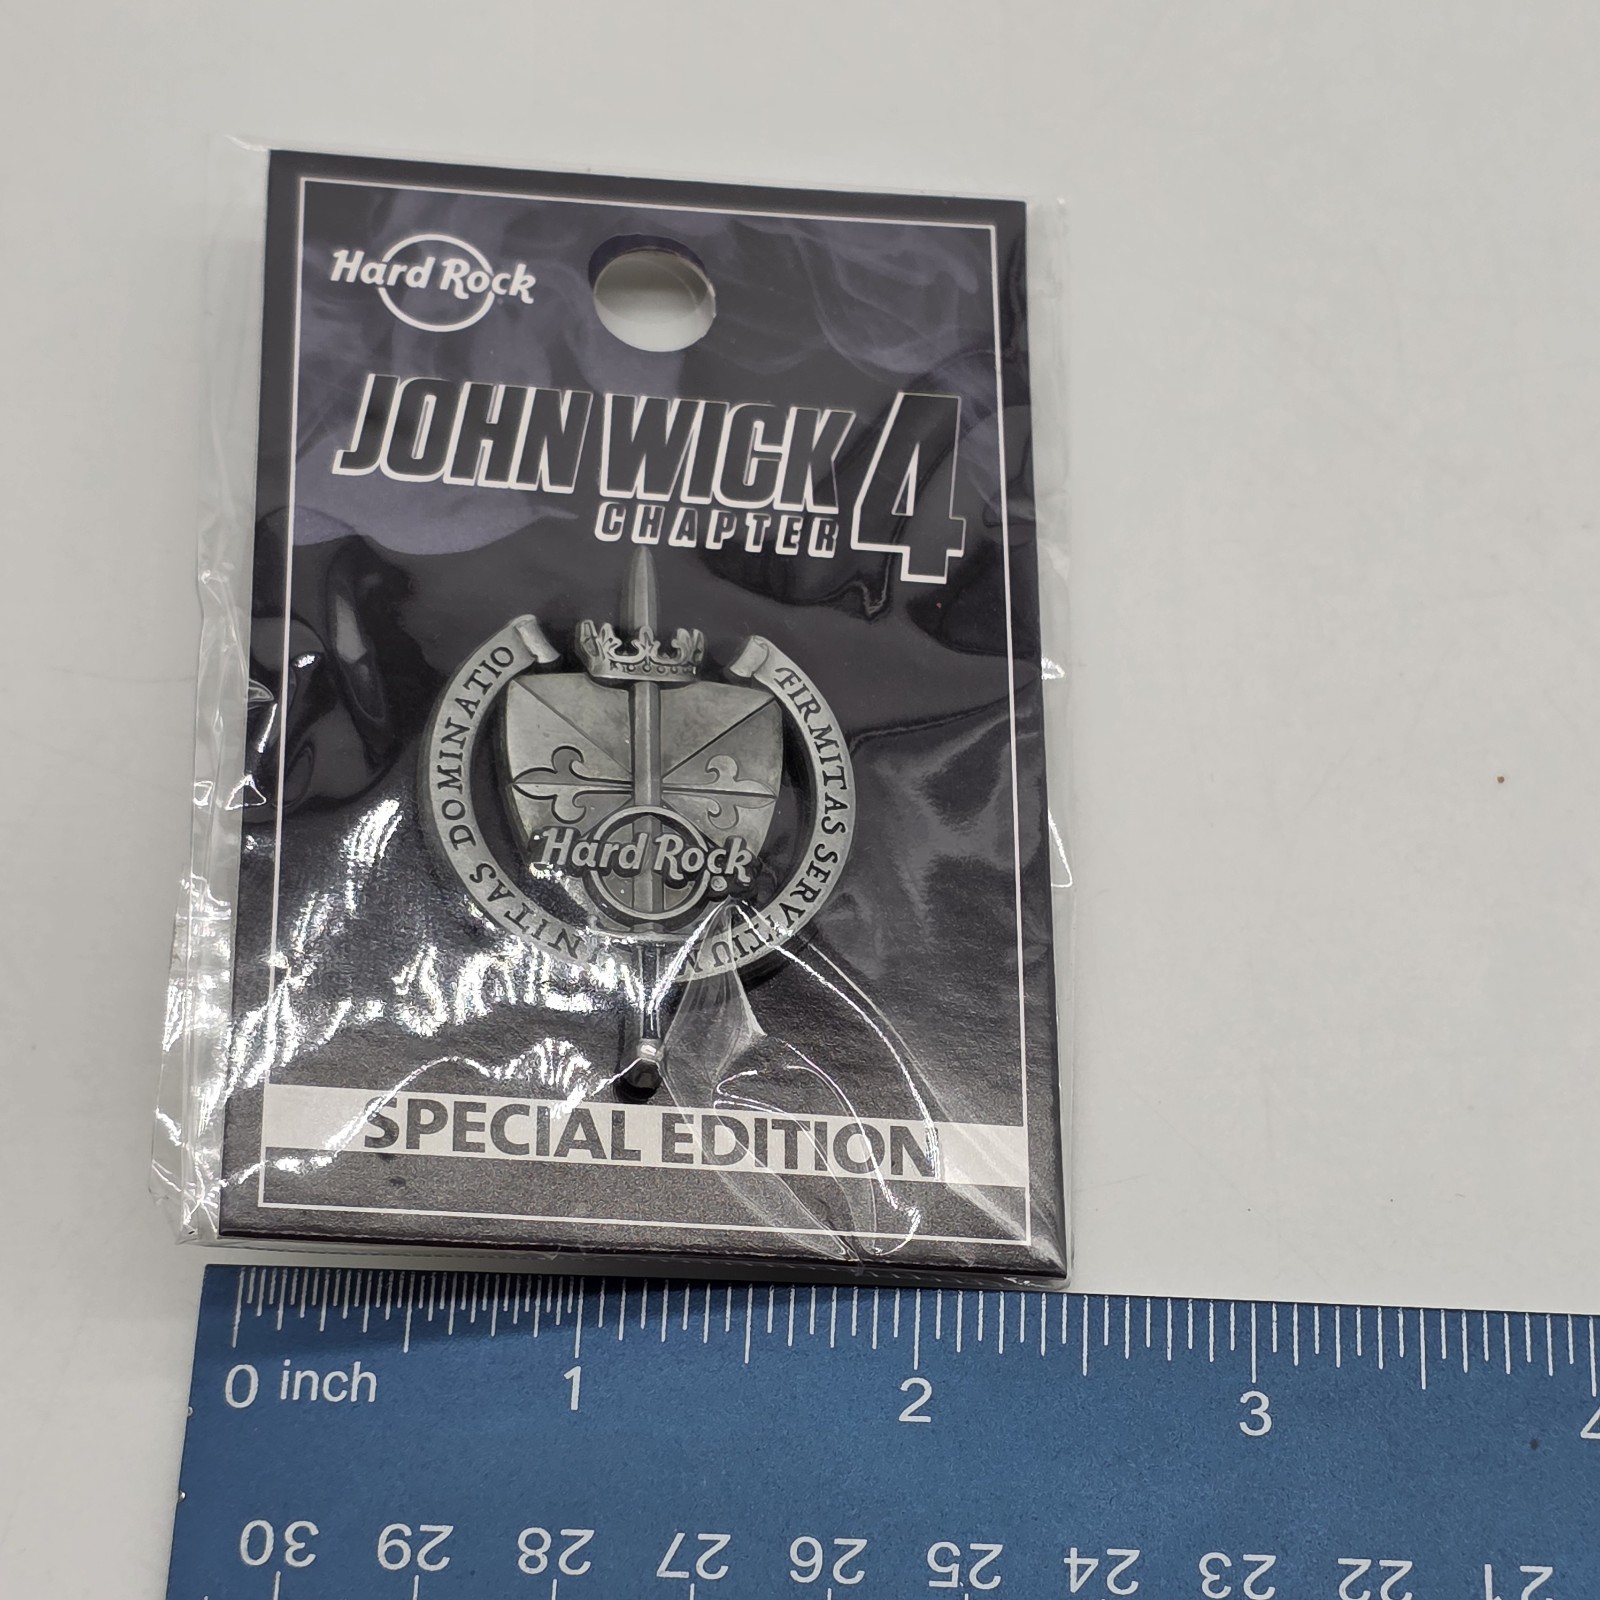 Hard Rock
JOHN WICK
CHAPTER 4
NITAS DOMINATIO
FIRMITAS SERVITIU
Hard Rock
SPECIAL EDITION
0 inch 1 2 3
30 29 28 27 26 25 24 23 22 21